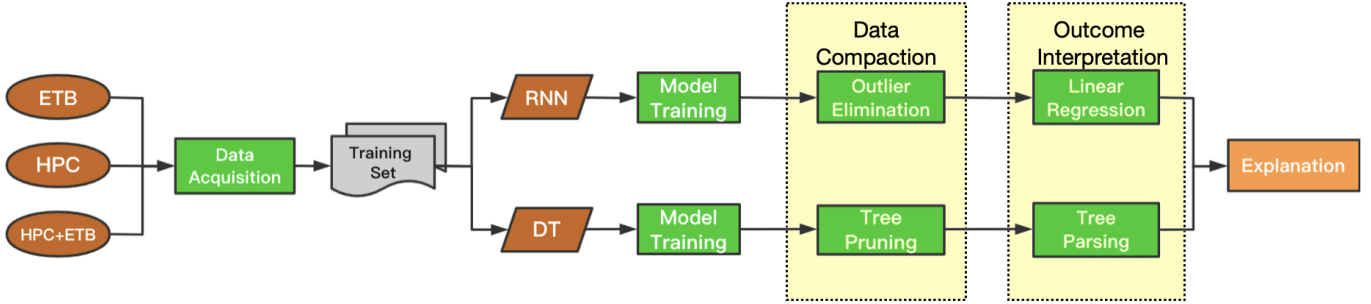 ETB
HPC
HPC+ETB
Data
Acquisition
Training
Set
RNN
Model
Training
DT
Model
Training
Data
Compaction
Outlier
Elimination
Tree
Pruning
Outcome
Interpretation
Linear
Regression
Tree
Parsing
Explanation